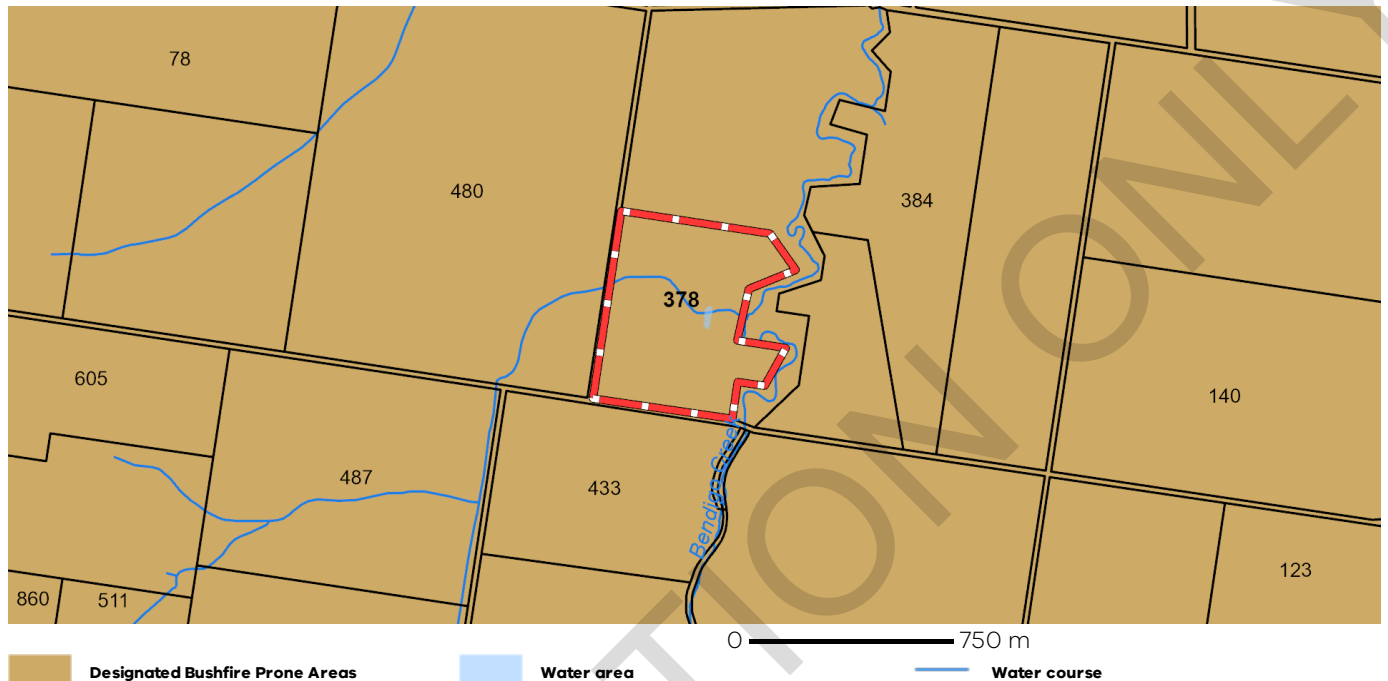 78
480
384
378
605
140
487
433
Bendigo Creek
123
860
511
0 750 m
Designated Bushfire Prone Areas
Water area
Water course
TION ONLY